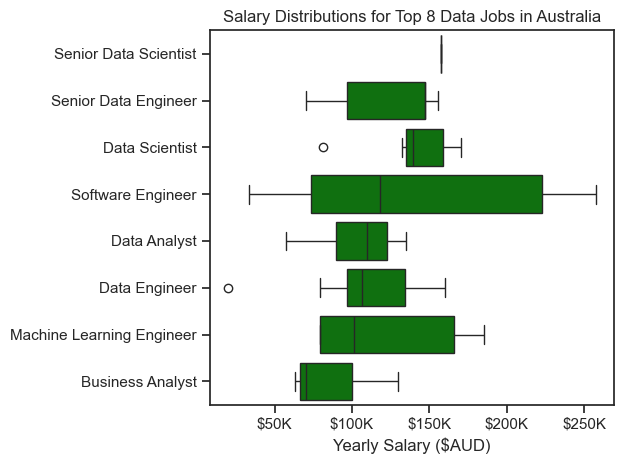 Salary Distributions for Top 8 Data Jobs in Australia
Senior Data Scientist
Senior Data Engineer
Data Scientist
Software Engineer
Data Analyst
Data Engineer
Machine Learning Engineer
Business Analyst
$50K $100K $150K $200K $250K
Yearly Salary ($AUD)